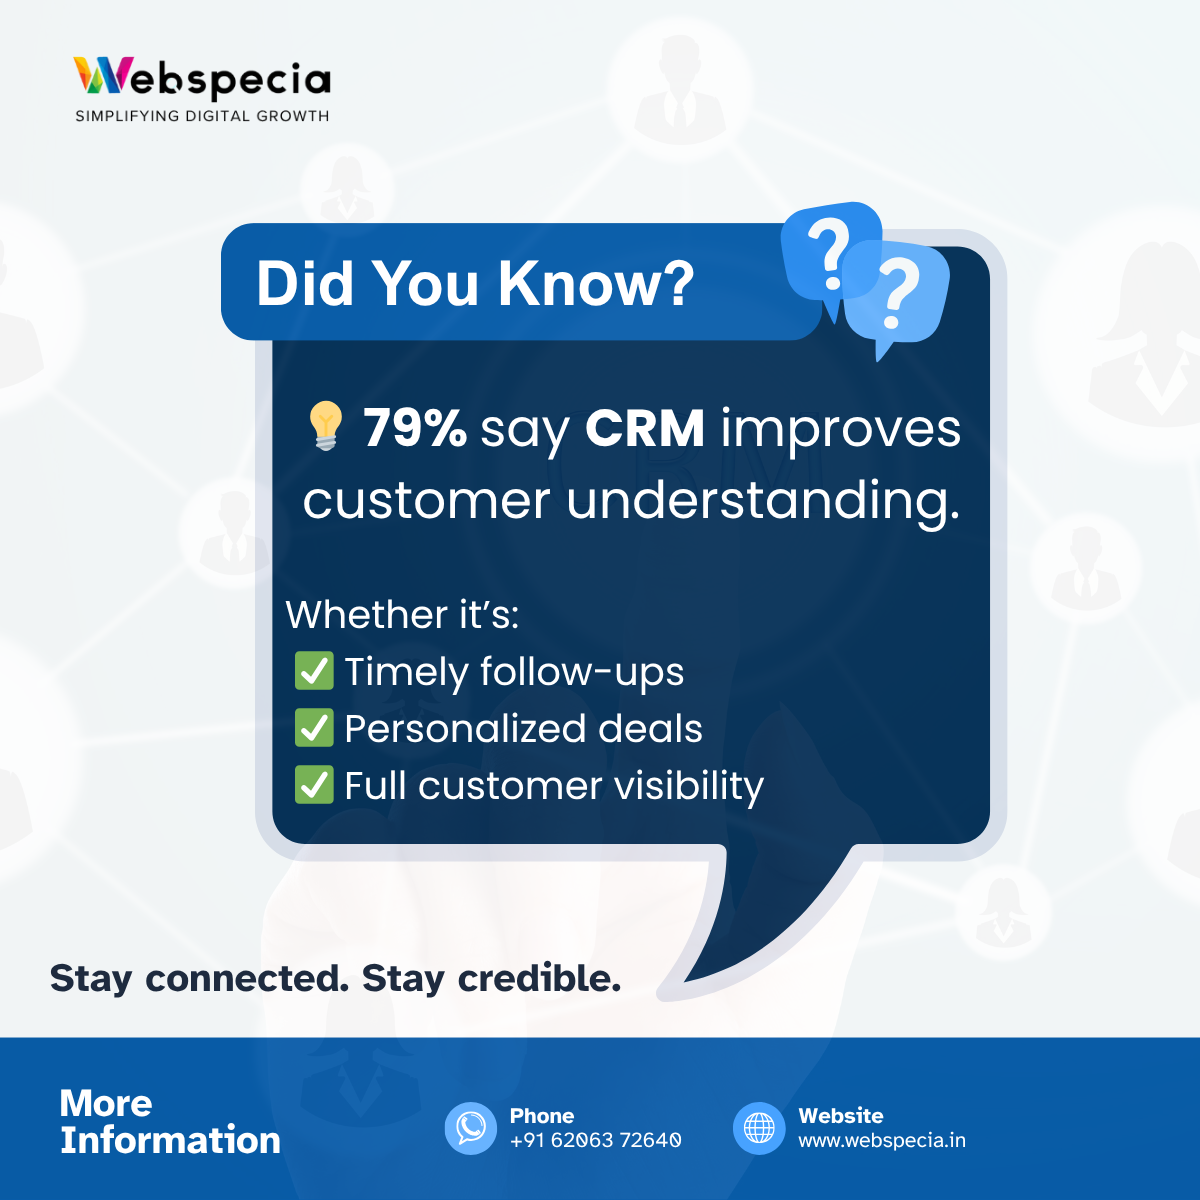 Webspecia
SIMPLIFYING DIGITAL GROWTH
Did You Know?
? ?
💡 79% say CRM improves
customer understanding.
CRM
Whether it’s:
✅ Timely follow-ups
✅ Personalized deals
✅ Full customer visibility
Stay connected. Stay credible.
More
Information
Phone
+91 62063 72640
Website
www.webspecia.in